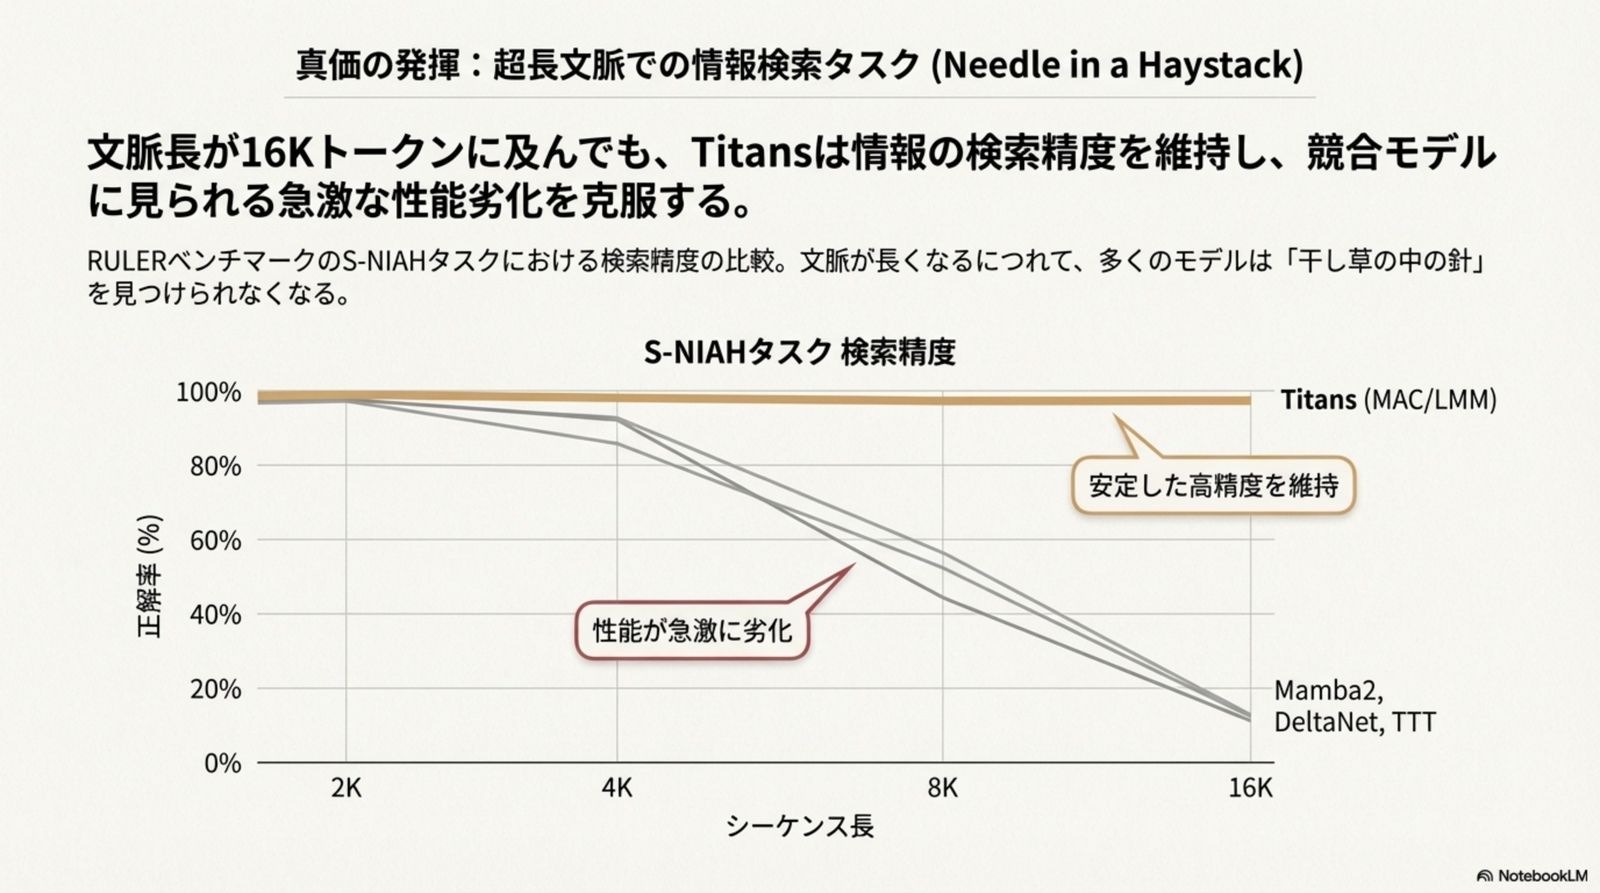 真価の発揮：超長文脈での情報検索タスク (Needle in a Haystack)
文脈長が16Kトークンに及んでも、Titansは情報の検索精度を維持し、競合モデル
に見られる急激な性能劣化を克服する。
RULERベンチマークのS-NIAHタスクにおける検索精度の比較。文脈が長くなるにつれて、多くのモデルは「干し草の中の針」
を見つけられなくなる。
S-NIAHタスク 検索精度
100%
80%
60%
40%
20%
0%
正解率 (%)
Titans (MAC/LMM)
安定した高精度を維持
性能が急激に劣化
Mamba2,
DeltaNet, TTT
2K
4K
8K
16K
シーケンス長
NotebookLM